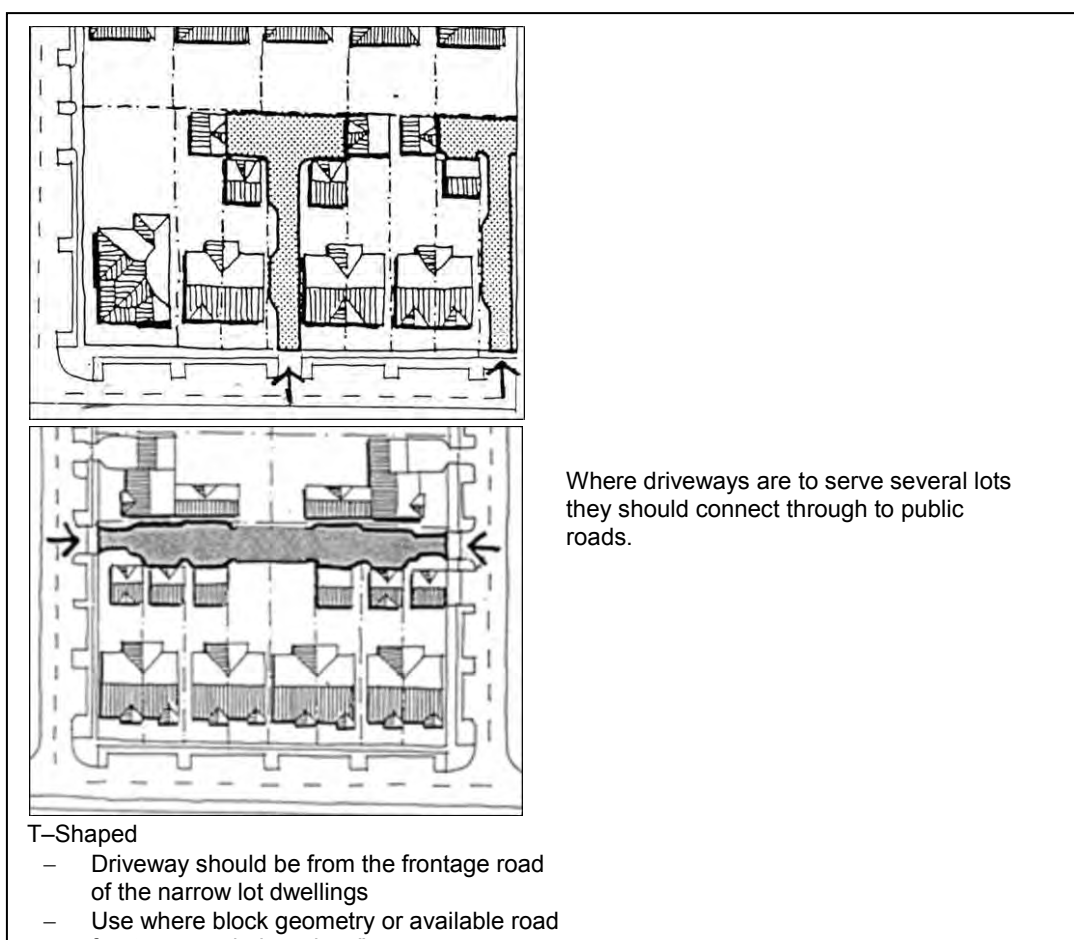 Where driveways are to serve several lots
they should connect through to public
roads.
T–Shaped
– Driveway should be from the frontage road
of the narrow lot dwellings
– Use where block geometry or available road